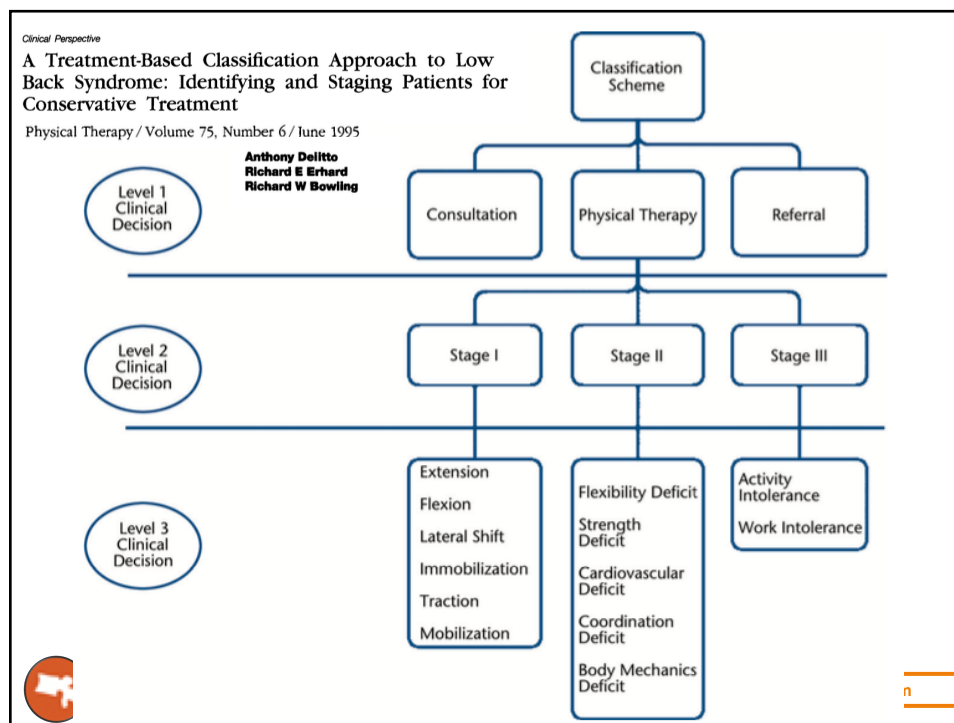 Clinical Perspective
A Treatment-Based Classification Approach to Low
Back Syndrome: Identifying and Staging Patients for
Conservative Treatment
Physical Therapy / Volume 75, Number 6 / June 1995
Anthony Delitto
Richard E Erhard
Richard W Bowling
Classification
Scheme
Level 1
Clinical
Decision
Consultation
Physical Therapy
Referral
Level 2
Clinical
Decision
Stage I
Stage II
Stage III
Level 3
Clinical
Decision
Extension
Flexion
Lateral Shift
Immobilization
Traction
Mobilization
Flexibility Deficit
Strength
Deficit
Cardiovascular
Deficit
Coordination
Deficit
Body Mechanics
Deficit
Activity
Intolerance
Work Intolerance
n